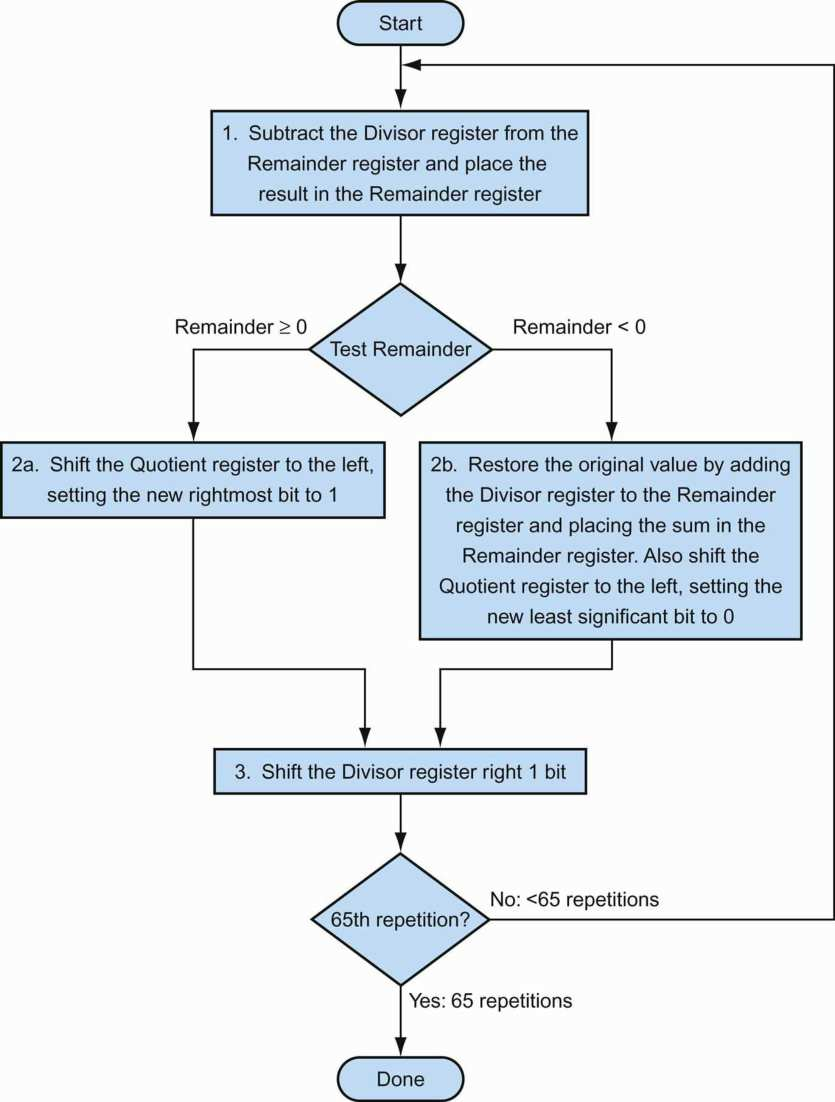 Start
1. Subtract the Divisor register from the
Remainder register and place the
result in the Remainder register
Test Remainder
Remainder ≥ 0
Remainder < 0
2a. Shift the Quotient register to the left,
setting the new rightmost bit to 1
2b. Restore the original value by adding
the Divisor register to the Remainder
register and placing the sum in the
Remainder register. Also shift the
Quotient register to the left, setting the
new least significant bit to 0
3. Shift the Divisor register right 1 bit
65th repetition?
No: <65 repetitions
Yes: 65 repetitions
Done